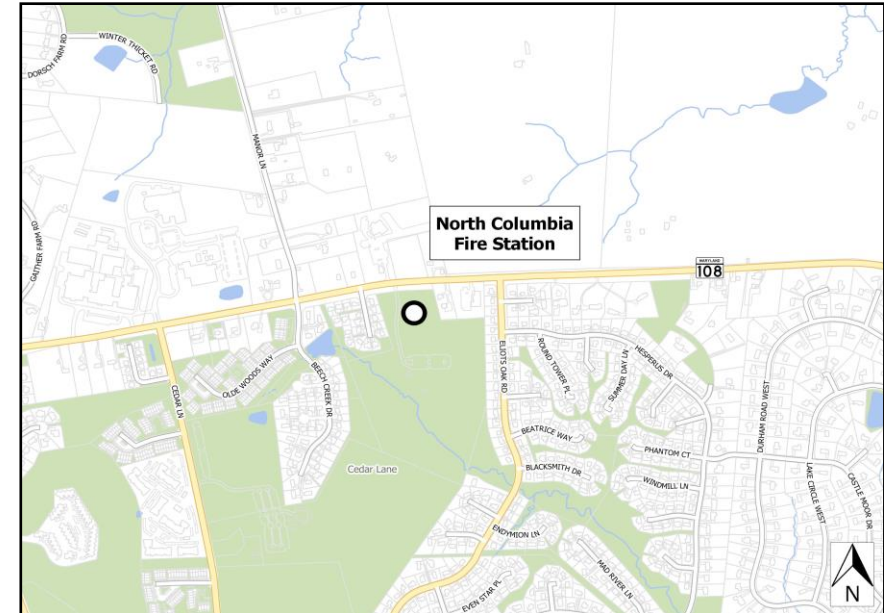 WINTER THICKET RD
DORSCH FARM RD
MANOR LN
GAITHER FARM RD
North Columbia
Fire Station
MARYLAND
108
CEDAR LN
OLDE WOODS WAY
BEECH CREEK DR
ELIOTS OAK RD
ROUND TOWER PL
SUMMER DAY LN
HESPERUS DR
BEATRICE WAY
PHANTOM CT
BLACKSMITH DR
WINDMILL LN
Cedar Lane
DURHAM ROAD WEST
LAKE CIRCLE WEST
CASTLE MOOR DR
ENDYMION LN
MAD RIVER LN
EVEN STAR PL
N